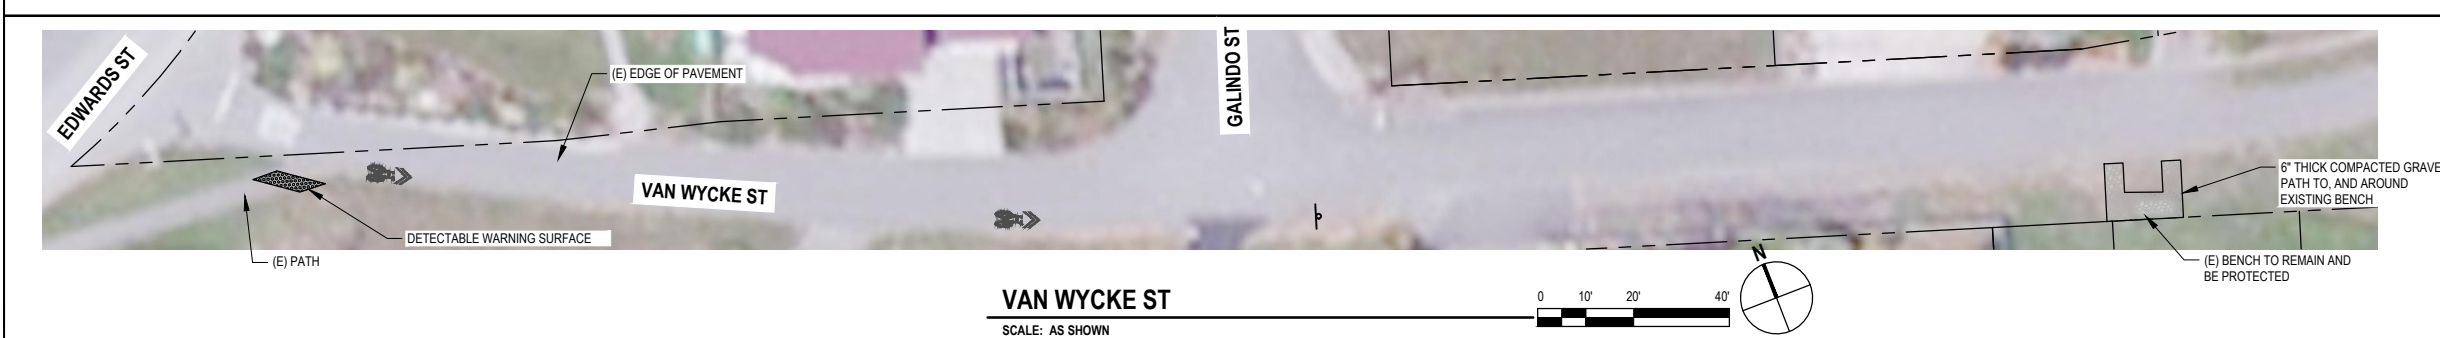 EDWARDS ST
(E) EDGE OF PAVEMENT
GALINDO ST
VAN WYCKE ST
6" THICK COMPACTED GRAVE
PATH TO, AND AROUND
EXISTING BENCH
DETECTABLE WARNING SURFACE
(E) PATH
(E) BENCH TO REMAIN AND
BE PROTECTED
VAN WYCKE ST
SCALE: AS SHOWN
0 10' 20' 40'
N